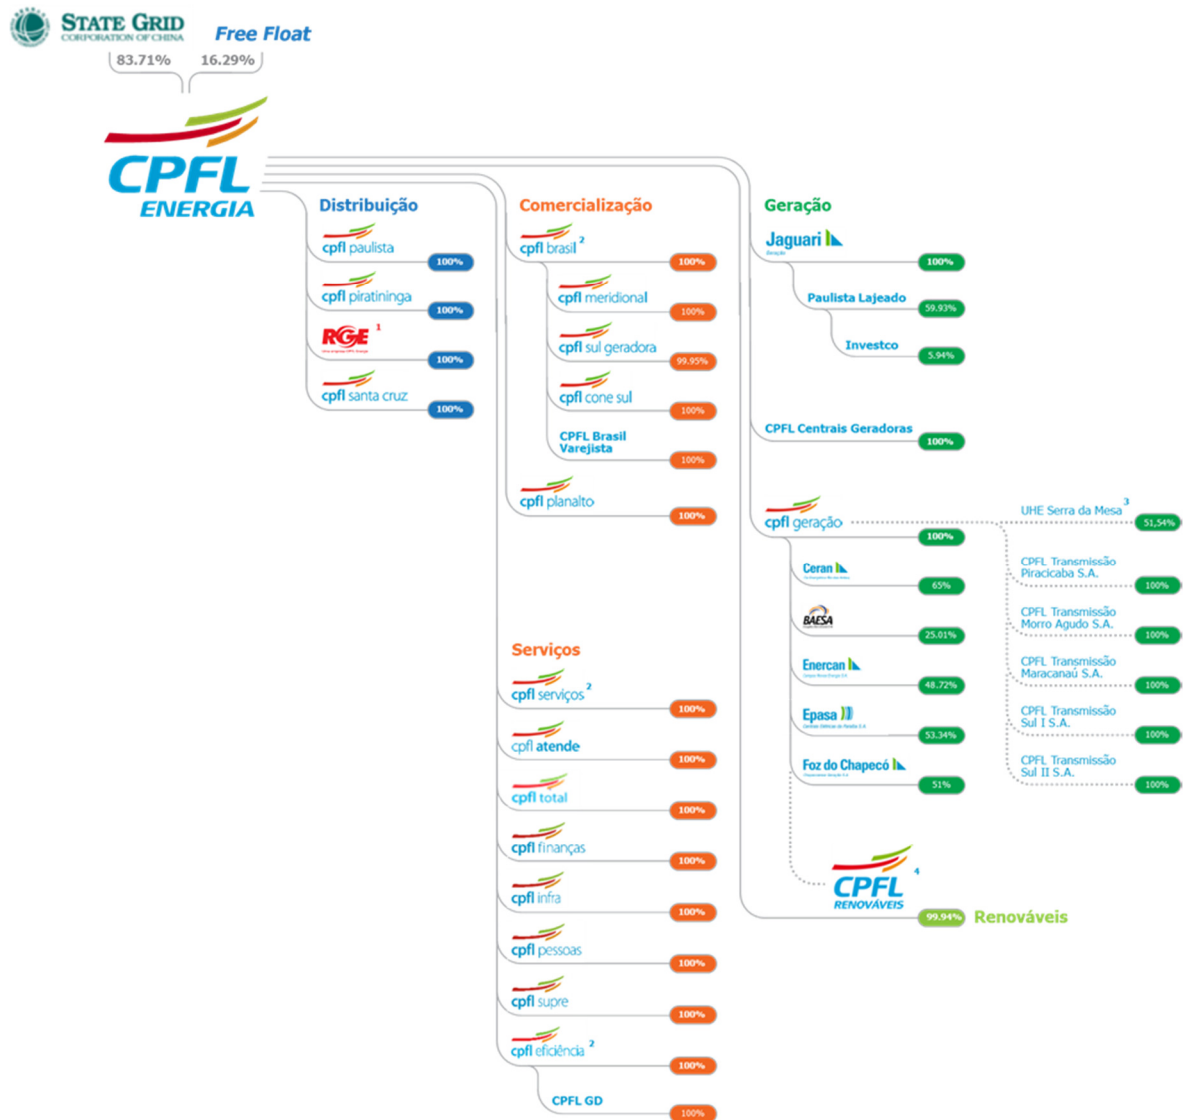 STATE GRID
CORPORATION OF CHINA
Free Float
83.71%
16.29%
CPFL
ENERGIA
Distribuição
cpfl paulista
100%
cpfl piratininga
100%
RGE 1
100%
cpfl santa cruz
100%
Comercialização
cpfl brasil 2
100%
cpfl meridional
100%
cpfl sul geradora
99.95%
cpfl cone sul
100%
CPFL Brasil
Varejista
100%
cpfl planalto
100%
Serviços
cpfl serviços 2
100%
cpfl atende
100%
cpfl total
100%
cpfl finanças
100%
cpfl infra
100%
cpfl pessoas
100%
cpfl supre
100%
cpfl eficiência 2
100%
CPFL GD
100%
Geração
Jaguari
Geração
100%
Paulista Lajeado
59.93%
Investco
5.94%
CPFL Centrais Geradoras
100%
cpfl geração
100%
Ceran
65%
BAESA
25.01%
Enercan
48.72%
Epasa
53.34%
Foz do Chapecó
51%
UHE Serra da Mesa 3
51,54%
CPFL Transmissão
Piracicaba S.A.
100%
CPFL Transmissão
Morro Agudo S.A.
100%
CPFL Transmissão
Maracanaú S.A.
100%
CPFL Transmissão
Sul I S.A.
100%
CPFL Transmissão
Sul II S.A.
100%
CPFL 4
RENOVÁVEIS
99.94%
Renováveis